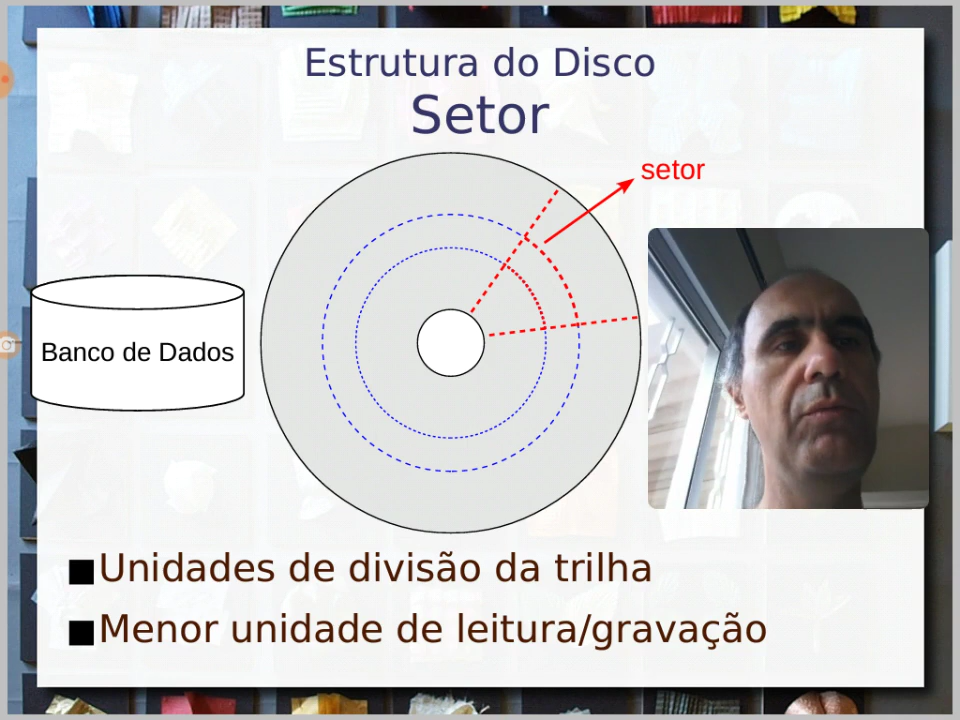 Estrutura do Disco
Setor
setor
Banco de Dados
Unidades de divisão da trilha
Menor unidade de leitura/gravação